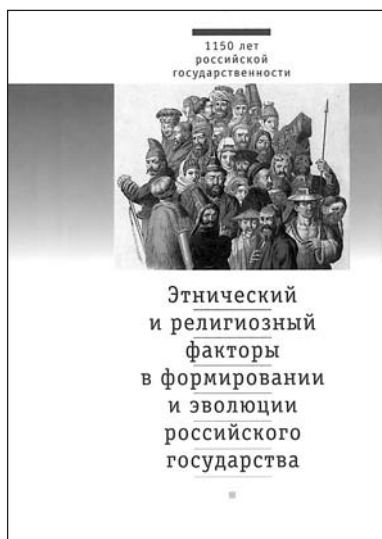 1150 лет
российской
государственности
Этнический
и религиозный
факторы
в формировании
и эволюции
российского
государства